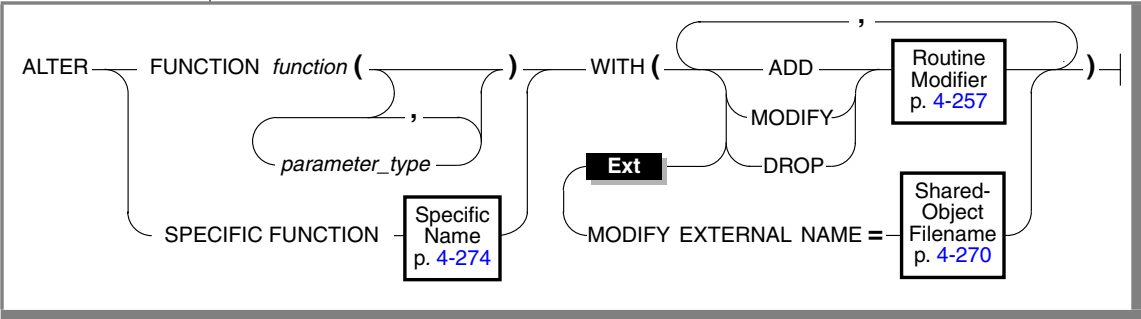 ,
ALTER FUNCTION function ( ) WITH ( ADD Routine Modifier p. 4-257 )
, MODIFY
parameter_type Ext DROP
SPECIFIC FUNCTION Specific Name p. 4-274 MODIFY EXTERNAL NAME = Shared-Object Filename p. 4-270